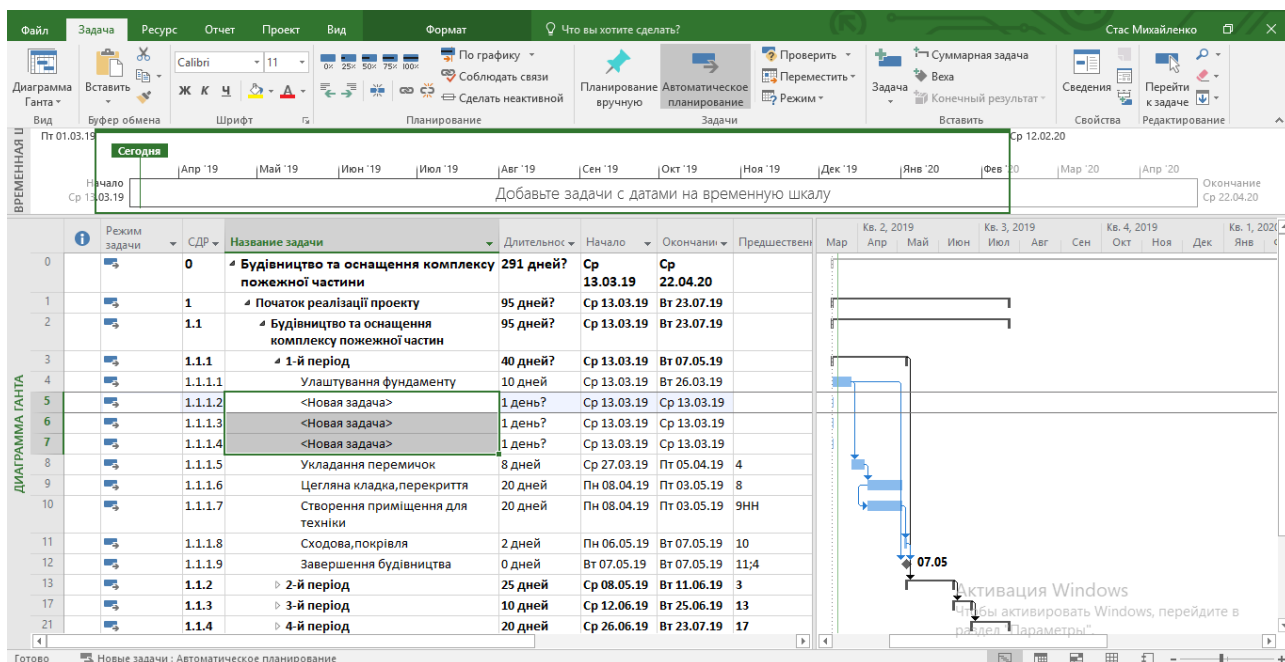 Файл Задача Ресурс Отчет Проект Вид Формат Что вы хотите сделать? Стас Михайленко
Диаграмма Ганта
Вид
Вставить
Буфер обмена
Calibri 11
Ж К Ч
Шрифт
0× 25× 50× 75× 100×
По графику
Соблюдать связи
Сделать неактивной
Планирование
Планирование вручную
Автоматическое планирование
Проверить
Переместить
Режим
Задачи
Задача
Суммарная задача
Веха
Конечный результат
Вставить
Сведения
Свойства
Перейти к задаче
Редактирование
ВРЕМЕННАЯ
Пт 01.03.19
Ср 12.02.20
Сегодня
Апр '19 Май '19 Июн '19 Июл '19 Авг '19 Сен '19 Окт '19 Ноя '19 Дек '19 Янв '20 Фев '20 Мар '20 Апр '20
Начало
Ср 13.03.19
Добавьте задачи с датами на временную шкалу
Окончание
Ср 22.04.20
Режим задачи СДР Название задачи Длительнос Начало Окончани Предшествен
Кв. 2, 2019 Кв. 3, 2019 Кв. 4, 2019 Кв. 1, 2020
Мар Апр Май Июн Июл Авг Сен Окт Ноя Дек Янв
ДИАГРАММА ГАНТА
0 0 Будівництво та оснащення комплексу 291 дней? Ср Ср
пожежної частини 13.03.19 22.04.20
1 1 Початок реалізації проекту 95 дней? Ср 13.03.19 Вт 23.07.19
2 1.1 Будівництво та оснащення 95 дней? Ср 13.03.19 Вт 23.07.19
комплексу пожежної частин
3 1.1.1 1-й період 40 дней? Ср 13.03.19 Вт 07.05.19
4 1.1.1.1 Улаштування фундаменту 10 дней Ср 13.03.19 Вт 26.03.19
5 1.1.1.2 <Новая задача> 1 день? Ср 13.03.19 Ср 13.03.19
6 1.1.1.3 <Новая задача> 1 день? Ср 13.03.19 Ср 13.03.19
7 1.1.1.4 <Новая задача> 1 день? Ср 13.03.19 Ср 13.03.19
8 1.1.1.5 Укладання перемичок 8 дней Ср 27.03.19 Пт 05.04.19 4
9 1.1.1.6 Цегляна кладка,перекриття 20 дней Пн 08.04.19 Пт 03.05.19 8
10 1.1.1.7 Створення приміщення для 20 дней Пн 08.04.19 Пт 03.05.19 9НН
техніки
11 1.1.1.8 Сходова,покрівля 2 дней Пн 06.05.19 Вт 07.05.19 10
12 1.1.1.9 Завершення будівництва 0 дней Вт 07.05.19 Вт 07.05.19 11;4 07.05
13 1.1.2 2-й період 25 дней Ср 08.05.19 Вт 11.06.19 3
17 1.1.3 3-й період 10 дней Ср 12.06.19 Вт 25.06.19 13
21 1.1.4 4-й період 20 дней Ср 26.06.19 Вт 23.07.19 17
Активация Windows
Чтобы активировать Windows, перейдите в
раздел "Параметры".
Готово Новые задачи : Автоматическое планирование